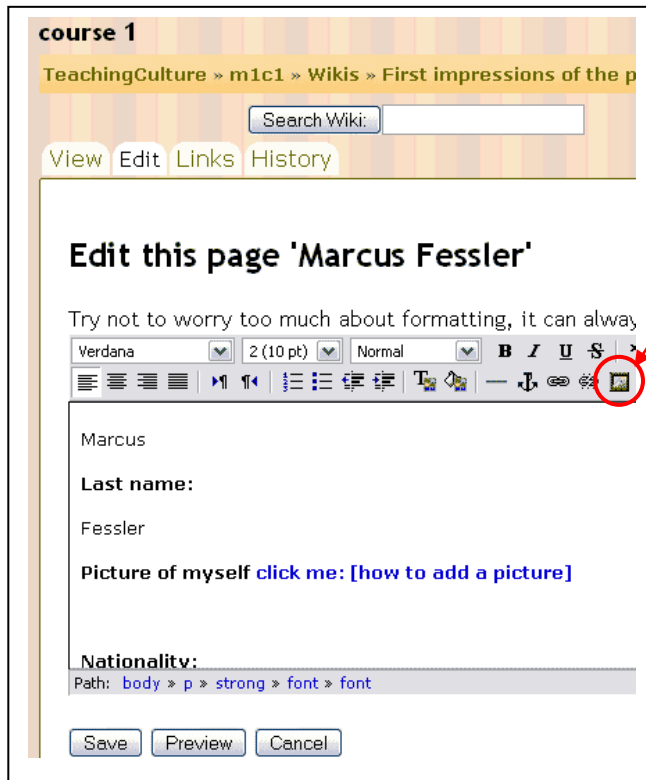 course 1
TeachingCulture » m1c1 » Wikis » First impressions of the p
Search Wiki:
View Edit Links History
Edit this page 'Marcus Fessler'
Try not to worry too much about formatting, it can alway
Verdana 2 (10 pt) Normal B I U S
Marcus
Last name:
Fessler
Picture of myself click me: [how to add a picture]
Nationality:
Path: body » p » strong » font » font
Save Preview Cancel